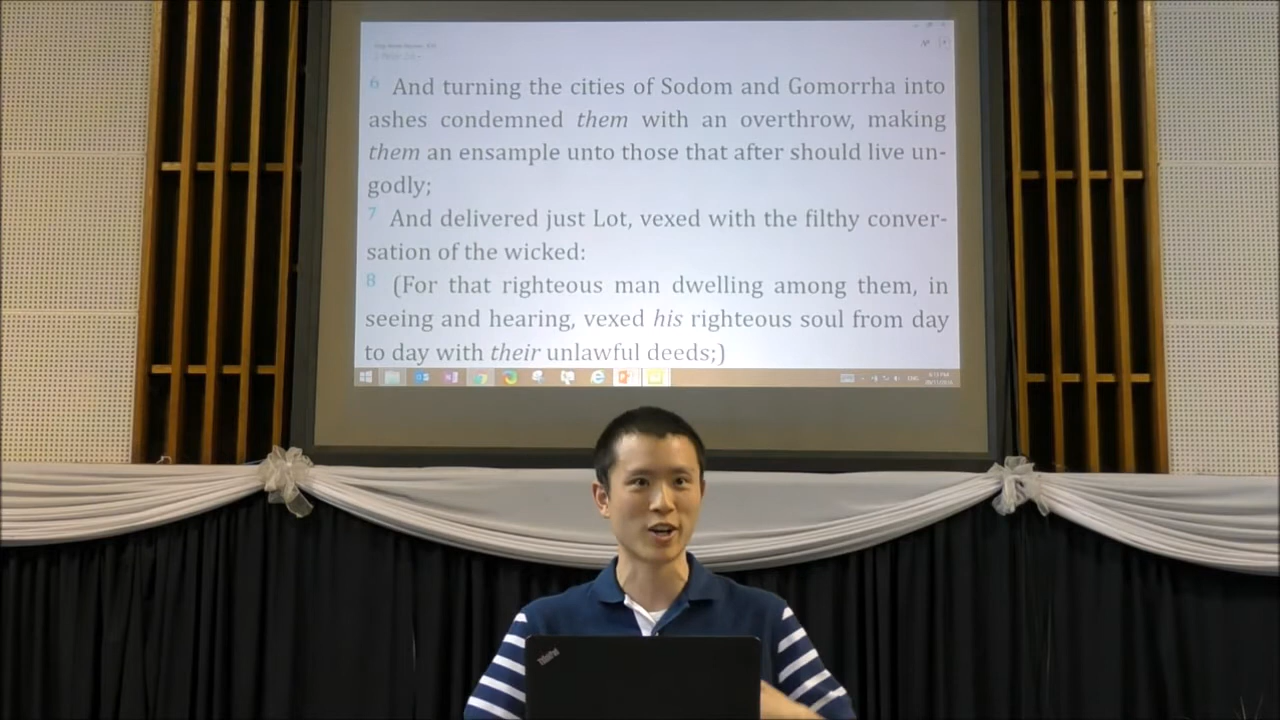 6 And turning the cities of Sodom and Gomorrha into
ashes condemned them with an overthrow, making
them an ensample unto those that after should live un-
godly;
7 And delivered just Lot, vexed with the filthy conver-
sation of the wicked:
8 (For that righteous man dwelling among them, in
seeing and hearing, vexed his righteous soul from day
to day with their unlawful deeds;)
ENG
ThinkPad